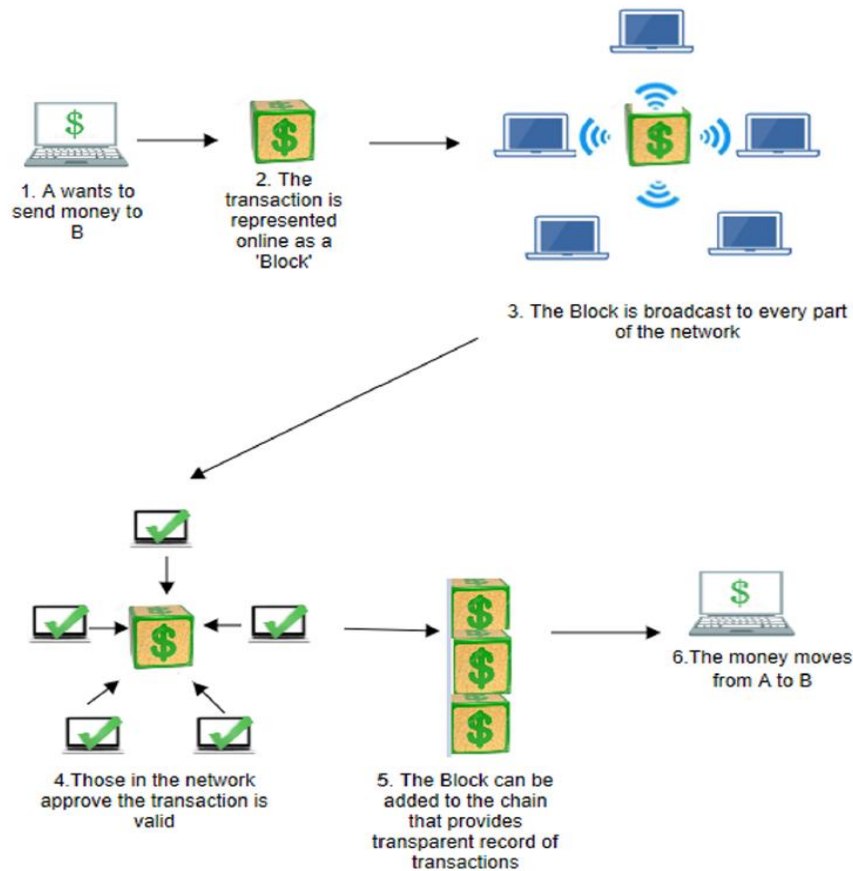 $
$
$
1. A wants to
send money to
B
2. The
transaction is
represented
online as a
'Block'
3. The Block is broadcast to every part
of the network
$
4.Those in the network
approve the transaction is
valid
$
$
$
5. The Block can be
added to the chain
that provides
transparent record of
transactions
$
6.The money moves
from A to B